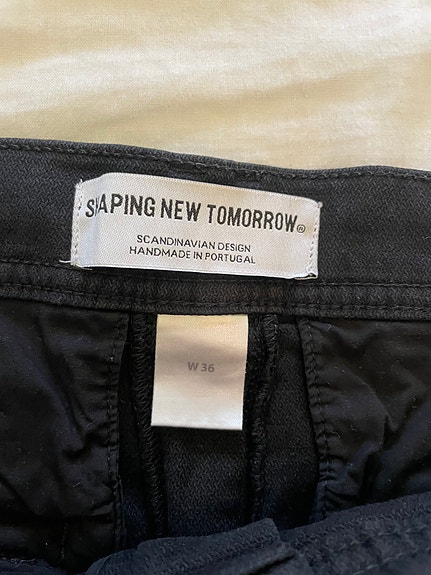 SHAPING NEW TOMORROW®
SCANDINAVIAN DESIGN
HANDMADE IN PORTUGAL
W 36